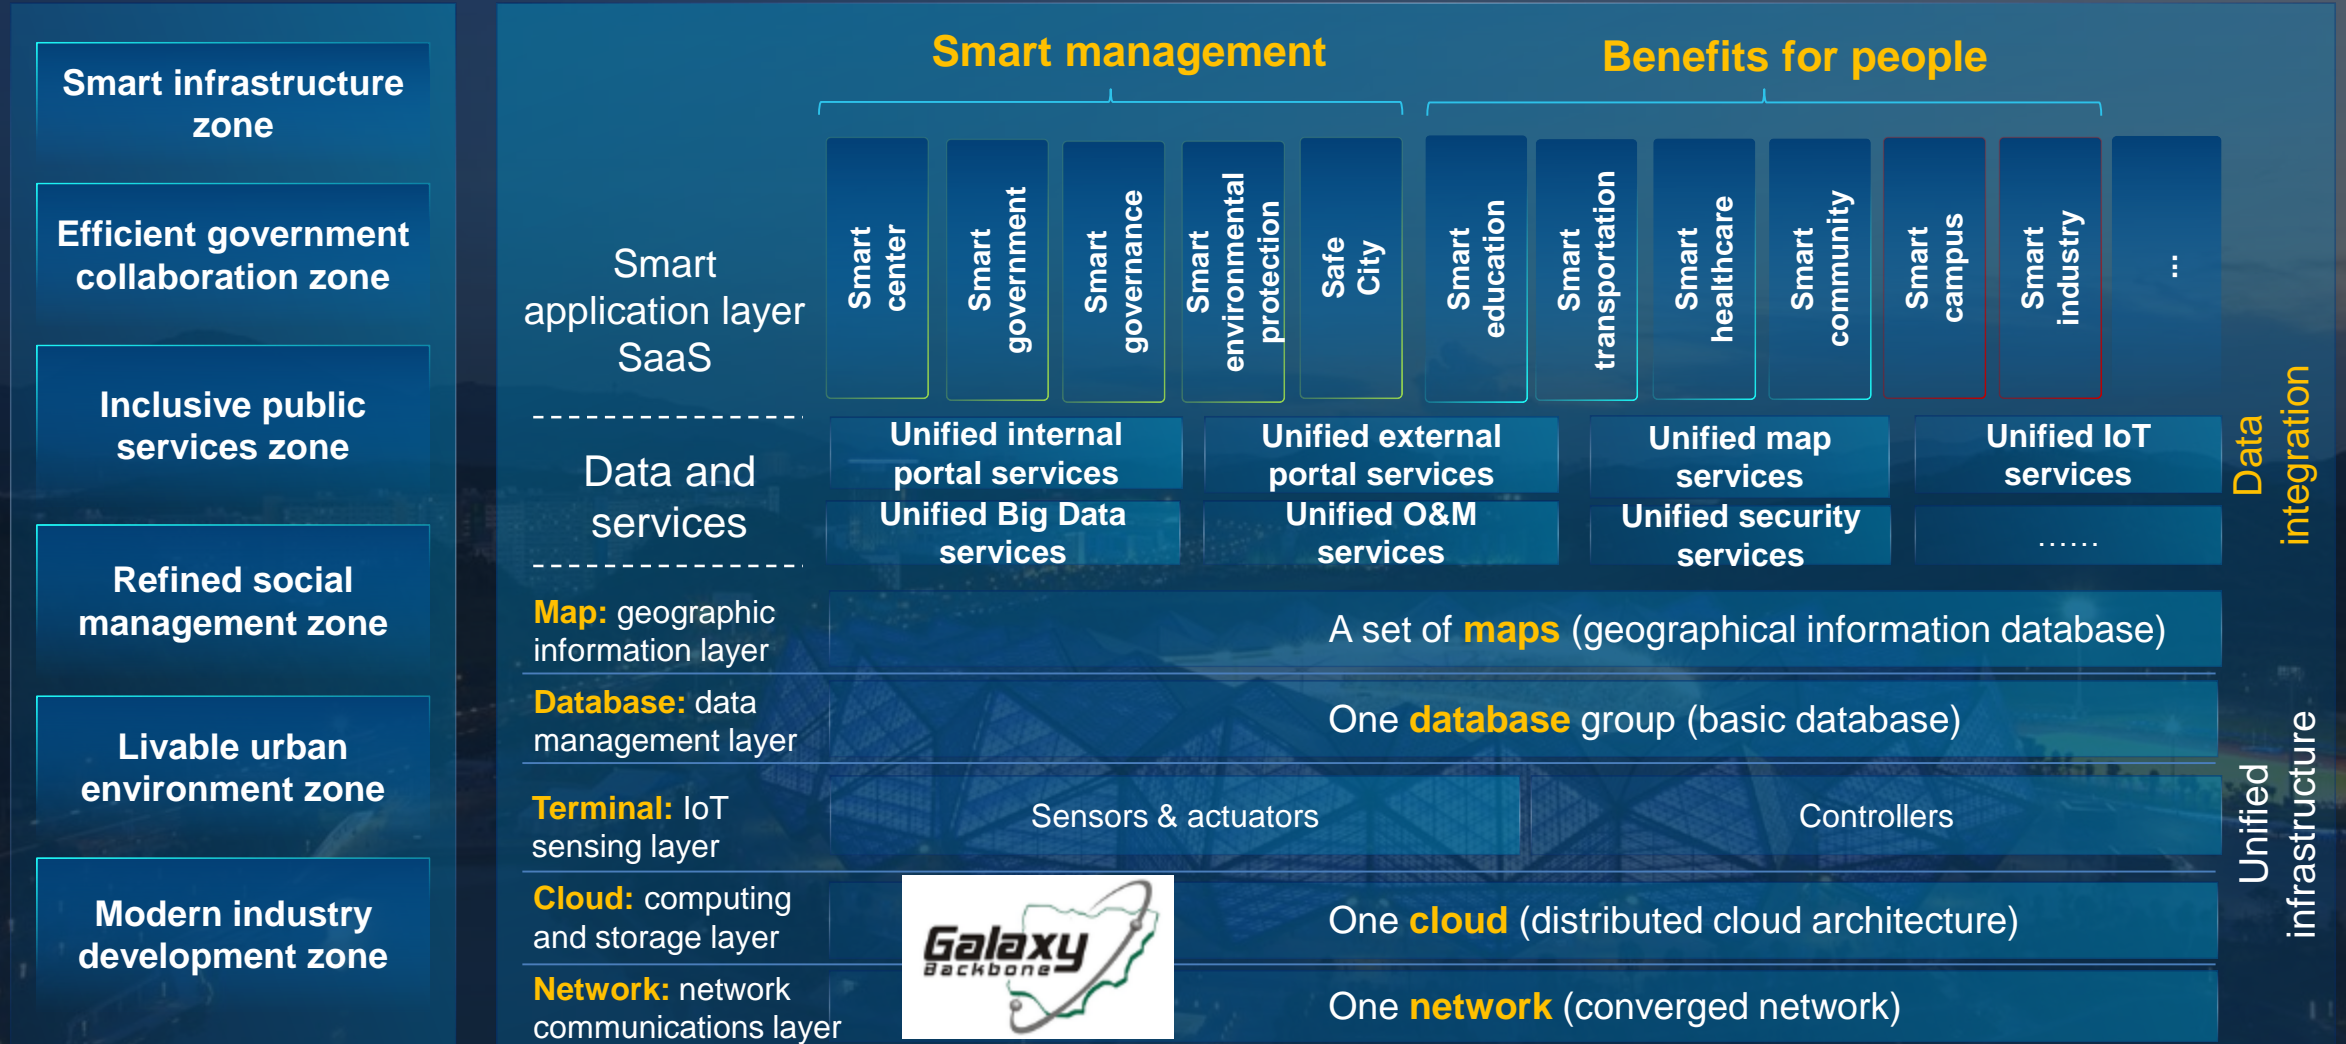 Smart infrastructure
zone
Efficient government
collaboration zone
Inclusive public
services zone
Refined social
management zone
Livable urban
environment zone
Modern industry
development zone
Smart management
Benefits for people
Smart
application layer
SaaS
Smart
center
Smart
government
Smart
governance
Smart
environmental
protection
Safe
City
Smart
education
Smart
transportation
Smart
healthcare
Smart
community
Smart
campus
Smart
industry
...
Data and
services
Unified internal
portal services
Unified external
portal services
Unified map
services
Unified IoT
services
Unified Big Data
services
Unified O&M
services
Unified security
services
......
Data
integration
Map: geographic
information layer
A set of maps (geographical information database)
Database: data
management layer
One database group (basic database)
Terminal: IoT
sensing layer
Sensors & actuators
Controllers
Cloud: computing
and storage layer
Galaxy
Backbone
One cloud (distributed cloud architecture)
Network: network
communications layer
One network (converged network)
Unified
infrastructure